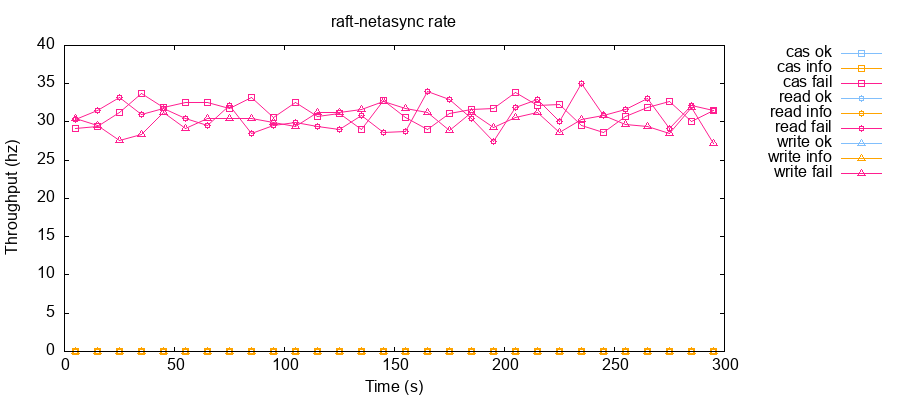 raft-netasync rate
40
35
30
25
20
15
10
5
0
Throughput (hz)
0 50 100 150 200 250 300
Time (s)
cas ok
cas info
cas fail
read ok
read info
read fail
write ok
write info
write fail